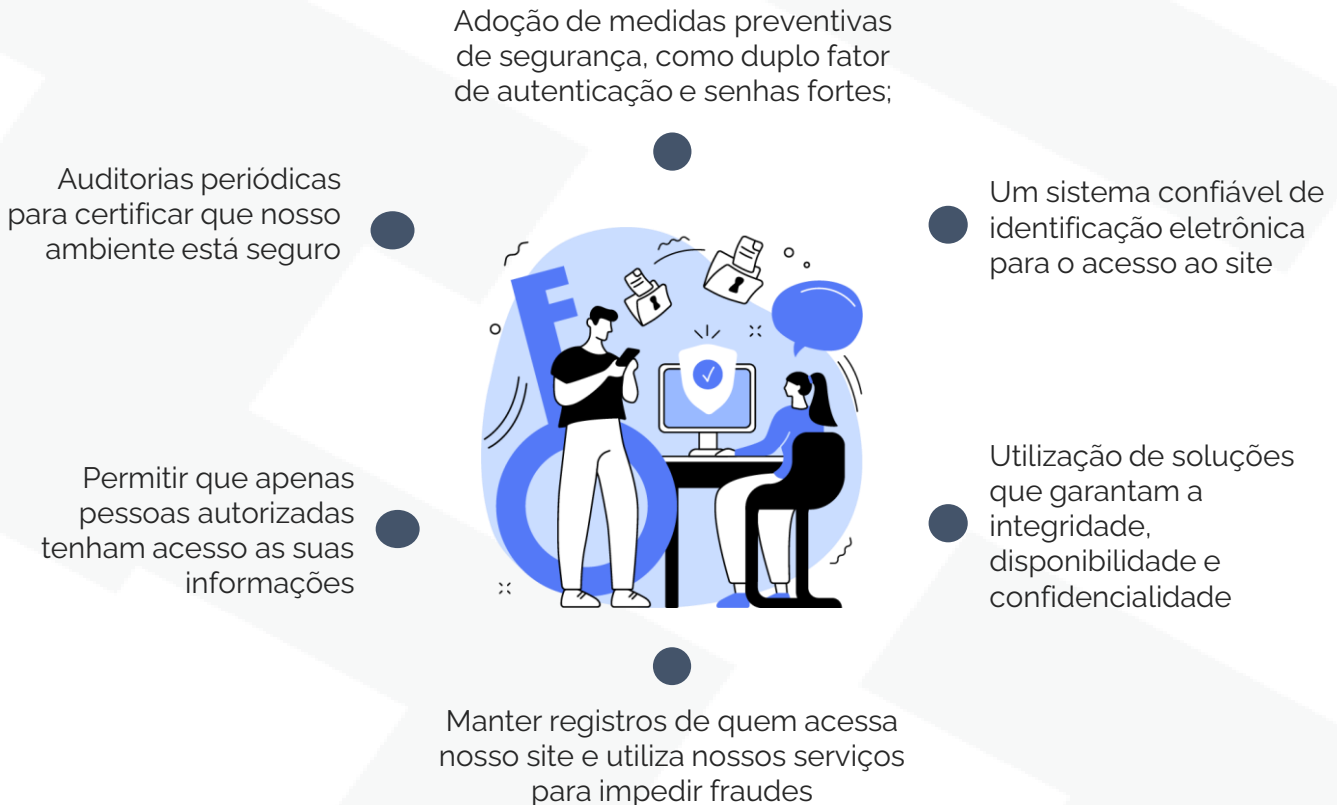 Adoção de medidas preventivas
de segurança, como duplo fator
de autenticação e senhas fortes;
Auditorias periódicas
para certificar que nosso
ambiente está seguro
Um sistema confiável de
identificação eletrônica
para o acesso ao site
Permitir que apenas
pessoas autorizadas
tenham acesso as suas
informações
Utilização de soluções
que garantam a
integridade,
disponibilidade e
confidencialidade
Manter registros de quem acessa
nosso site e utiliza nossos serviços
para impedir fraudes